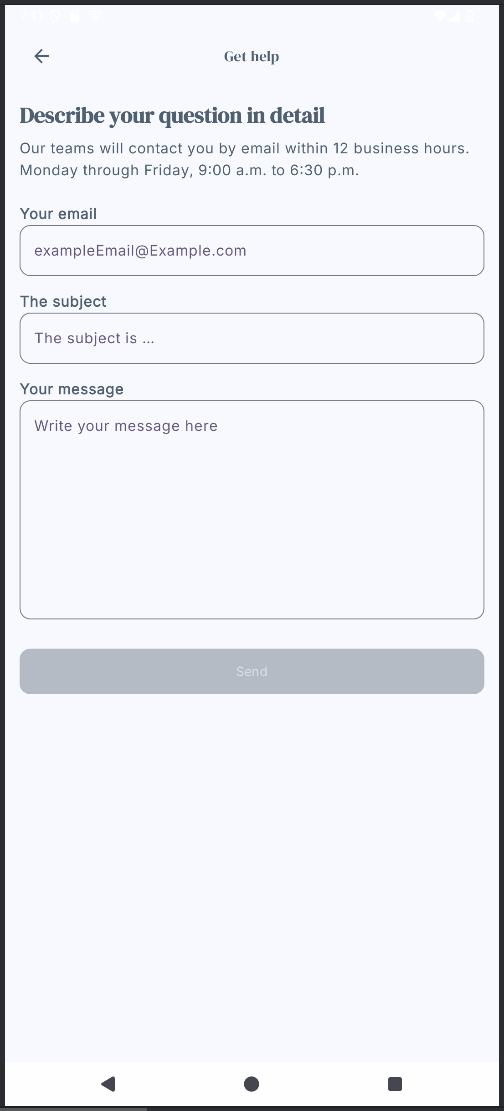 Get help
Describe your question in detail
Our teams will contact you by email within 12 business hours.
Monday through Friday, 9:00 a.m. to 6:30 p.m.
Your email
exampleEmail@Example.com
The subject
The subject is ...
Your message
Write your message here
Send